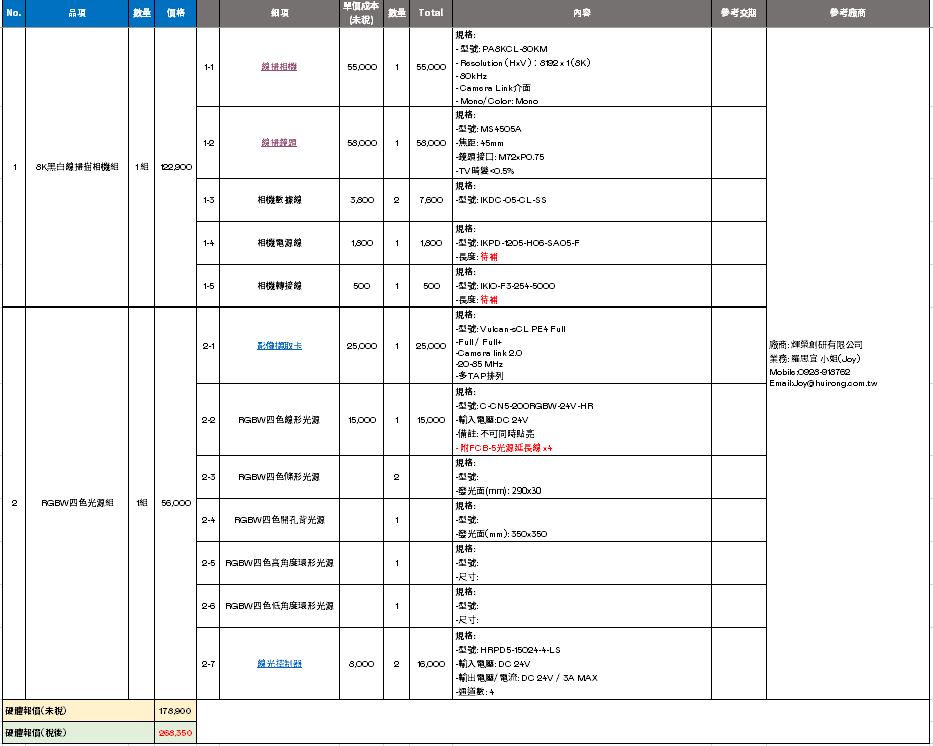 No. 品項 數量 價格 細項 單價成本(未稅) 數量 Total 內容 參考交期 參考廠商
1 8K黑白線掃描相機組 1組 122,900
1-1 線掃相機 55,000 1 55,000
規格:
- 型號: PA8KCL-80KM
- Resolution (HxV) : 8192 x 1(8K)
- 80kHz
- Camera Link介面
- Mono/Color: Mono
1-2 線掃鏡頭 58,000 1 58,000
規格:
-型號: MS4505A
-焦距: 45mm
-鏡頭接口: M72xP0.75
-TV畸變<0.5%
1-3 相機數據線 3,800 2 7,600
規格:
-型號: IKDC-05-CL-SS
1-4 相機電源線 1,800 1 1,800
規格:
-型號: IKPD-1205-H06-SA05-F
-長度: 待補
1-5 相機轉接線 500 1 500
規格:
-型號: IKIO-F3-254-5000
-長度: 待補
2 RGBW四色光源組 1組 56,000
2-1 影像擷取卡 25,000 1 25,000
規格:
-型號: Vulcan-sCL PE4 Full
-Full / Full+
-Camera link 2.0
-20-85 MHz
-多TAP排列
2-2 RGBW四色線形光源 15,000 1 15,000
規格:
-型號: C-CN5-200RGBW-24V-HR
-輸入電壓:DC 24V
-備註: 不可同時點亮
- 附FCB-5光源延長線 x4
2-3 RGBW四色條形光源 2
規格:
-型號:
-發光面(mm): 290x30
2-4 RGBW四色開孔背光源 1
規格:
-型號:
-發光面(mm): 350x350
2-5 RGBW四色高角度環形光源 1
規格:
-型號:
-尺寸:
2-6 RGBW四色低角度環形光源 1
規格:
-型號:
-尺寸:
2-7 線光控制器 8,000 2 16,000
規格:
-型號: HRPD5-15024-4-LS
-輸入電壓: DC 24V
-輸出電壓/電流: DC 24V / 3A MAX
-通道數: 4
廠商: 輝榮創研有限公司
業務: 羅思宜 小姐(Joy)
Mobile:0928-918762
Email:Joy@huirong.com.tw
硬體報價(未稅) 178,900
硬體報價(稅後) 268,350